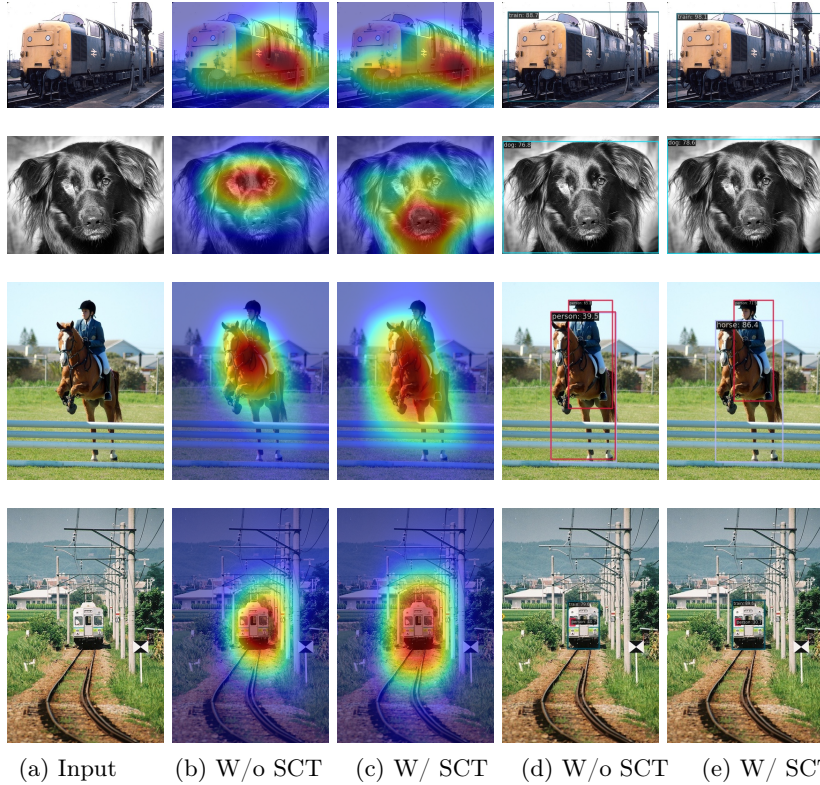 train: 88.7
train: 98.1
dog: 76.8
dog: 78.6
person: 39.5
horse: 86.4
(a) Input
(b) W/o SCT
(c) W/ SCT
(d) W/o SCT
(e) W/ SCT